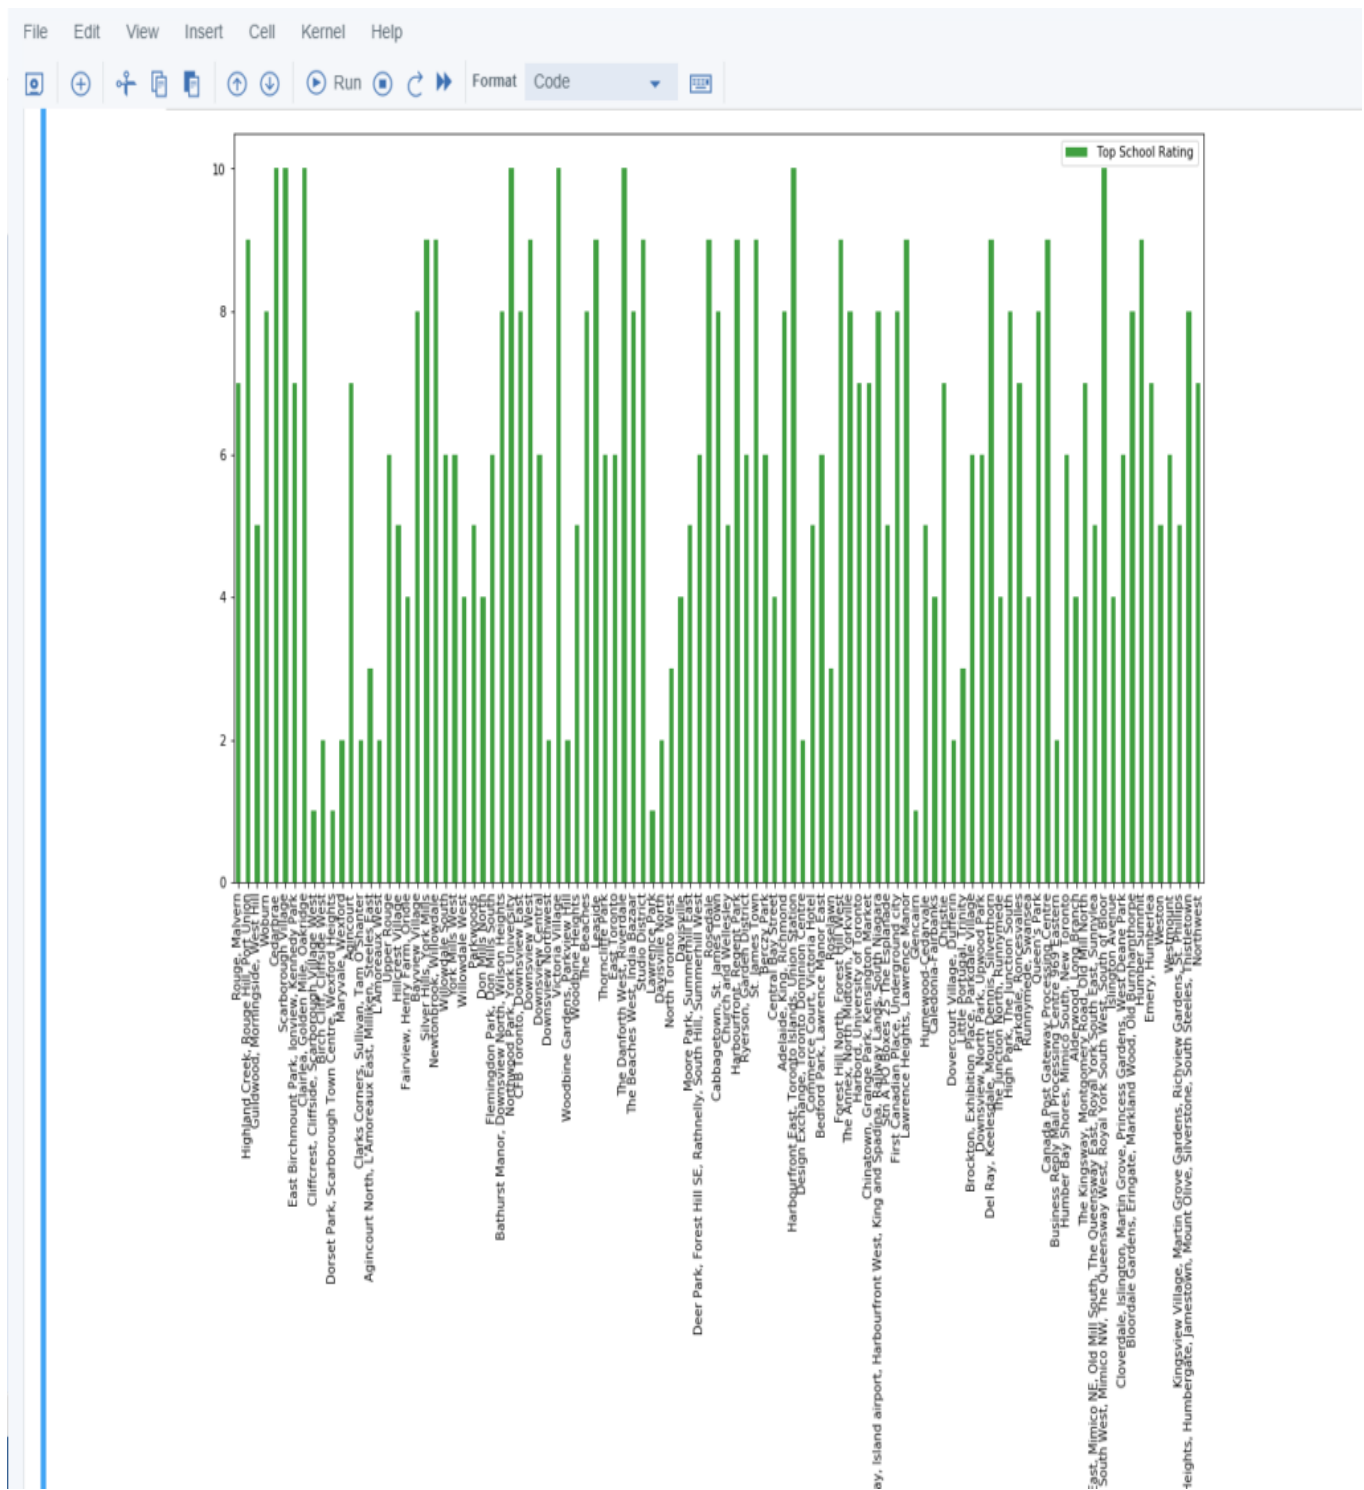 File Edit View Insert Cell Kernel Help
Run Format Code
Top School Rating
10
8
6
4
2
0
Rouge, Malvern
Highland Creek, Rouge Hill, Port Union
Guildwood, Morningside, West Hill
Woburn
Cedarbrae
Scarborough Village
East Birchmount Park, Ionview, Kennedy Park
Clairlea, Golden Mile, Oakridge
Cliffcrest, Cliffside, Scarborough Village West
Birch Cliff, Cliffside West
Dorset Park, Scarborough Town Centre, Wexford Heights
Maryvale, Wexford
Agincourt
Clarks Corners, Sullivan, Tam O'Shanter
Agincourt North, L'Amoreaux East, Milliken, Steeles East
L'Amoreaux West
Upper Rouge
Hillcrest Village
Fairview, Henry Farm, Oriole
Bayview Village
Silver Hills, York Mills
Newtonbrook, Willowdale
Willowdale South
York Mills West
Willowdale West
Parkwoods
Don Mills North
Flemingdon Park, Don Mills South
Bathurst Manor, Downsview North, Wilson Heights
Northwood Park, York University
CFB Toronto, Downsview East
Downsview West
Downsview Central
Downsview Northwest
Victoria Village
Woodbine Gardens, Parkview Hill
Woodbine Heights
The Beaches
Leaside
Thorncliffe Park
East Toronto
The Danforth West, Riverdale
The Beaches West, India Bazaar
Studio District
Lawrence Park
Davisville North
North Toronto West
Davisville
Moore Park, Summerhill East
Deer Park, Forest Hill SE, Rathnelly, South Hill, Summerhill West
Rosedale
Cabbagetown, St. James Town
Church and Wellesley
Harbourfront, Regent Park
Ryerson, Garden District
St. James Town
Berczy Park
Central Bay Street
Adelaide, King, Richmond
Harbourfront East, Toronto Islands, Union Station
Design Exchange, Toronto Dominion Centre
Commerce Court, Victoria Hotel
Bedford Park, Lawrence Manor East
Roselawn
Forest Hill North, Forest Hill West
The Annex, North Midtown, Yorkville
Harbord, University of Toronto
Chinatown, Grange Park, Kensington Market
ay, Island airport, Harbourfront West, King and Spadina, Railway Lands, South Niagara
Stn A PO Boxes 25 The Esplanade
First Canadian Place, Underground city
Lawrence Heights, Lawrence Manor
Glencairn
Humewood-Cedarvale
Caledonia-Fairbanks
Christie
Dovercourt Village, Dufferin
Little Portugal, Trinity
Brockton, Exhibition Place, Parkdale Village
Downsview, North Park, Upwood Park
Del Ray, Keelesdale, Mount Dennis, Silverthorn
The Junction North, Runnymede
High Park, The Junction South
Parkdale, Roncesvalles
Runnymede, Swansea
Queen's Park
Canada Post Gateway Processing Centre
Business Reply Mail Processing Centre 969 Eastern
Humber Bay Shores, Mimico South, New Toronto
Alderwood, Long Branch
The Kingsway, Montgomery Road, Old Mill North
East, Mimico NE, Old Mill South, The Queensway East, Royal York South East, Sunnylea
South West, Mimico NW, The Queensway West, Royal York South West, South of Bloor
Islington Avenue
Cloverdale, Islington, Martin Grove, Princess Gardens, West Deane Park
Bloordale Gardens, Eringate, Markland Wood, Old Burnhamthorpe
Humber Summit
Emery, Humberlea
Weston
Westmount
Kingsview Village, Martin Grove Gardens, Richview Gardens,
Heights, Humbergate, Jamestown, Mount Olive, Silverstone, South Steeles, Thistletown
Northwest